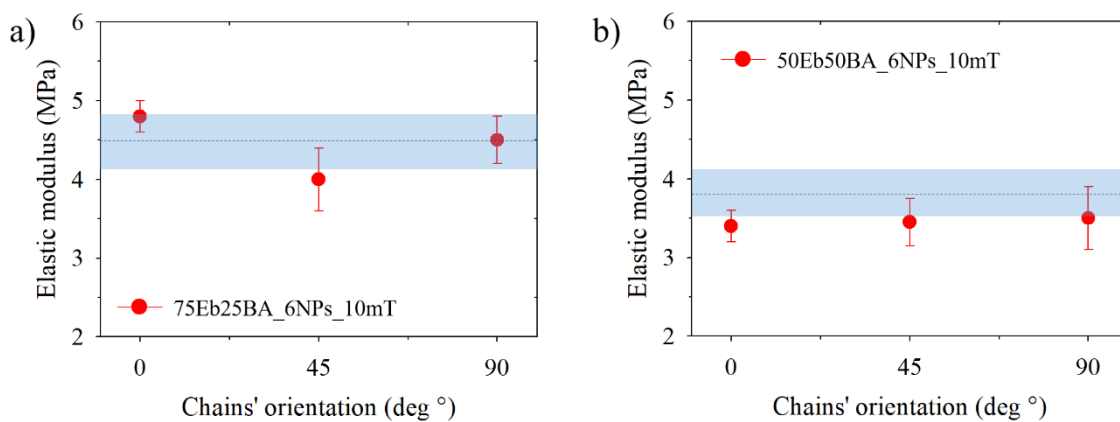 a)
Elastic modulus (MPa)
6
5
4
3
2
75Eb25BA_6NPs_10mT
0
45
90
Chains' orientation (deg °)
b)
Elastic modulus (MPa)
6
5
4
3
2
50Eb50BA_6NPs_10mT
0
45
90
Chains' orientation (deg °)